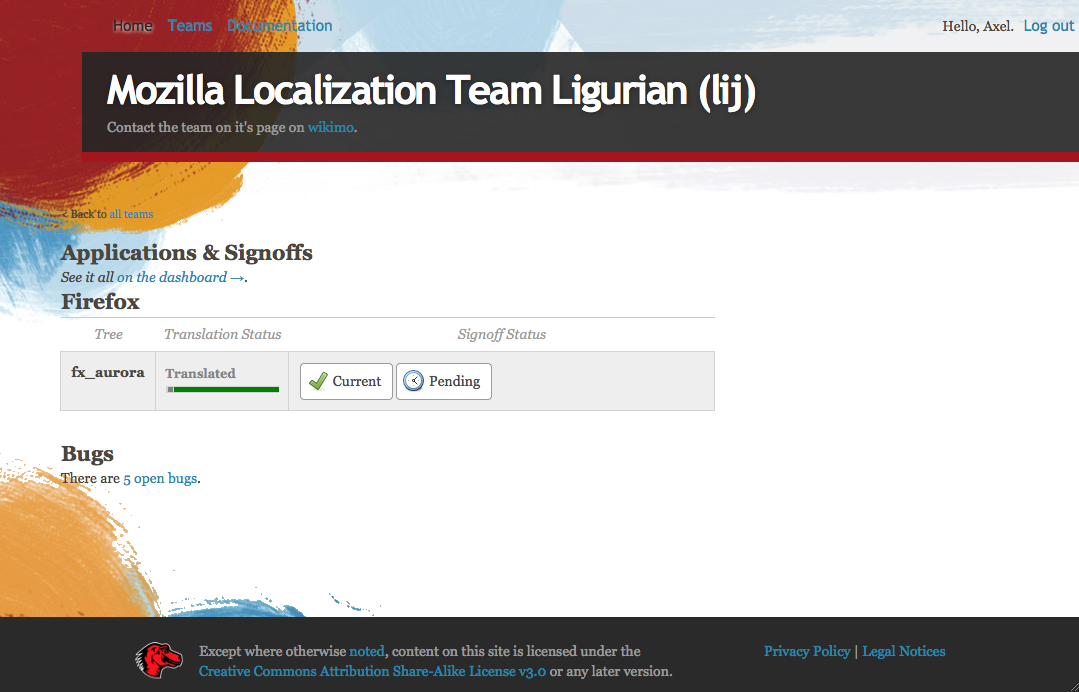 Home Teams Documentation
Hello, Axel. Log out
Mozilla Localization Team Ligurian (lij)
Contact the team on it's page on wikimo.
< Back to all teams
Applications & Signoffs
See it all on the dashboard →.
Firefox
Tree Translation Status Signoff Status
fx_aurora Translated Current Pending
Bugs
There are 5 open bugs.
Except where otherwise noted, content on this site is licensed under the
Creative Commons Attribution Share-Alike License v3.0 or any later version.
Privacy Policy | Legal Notices